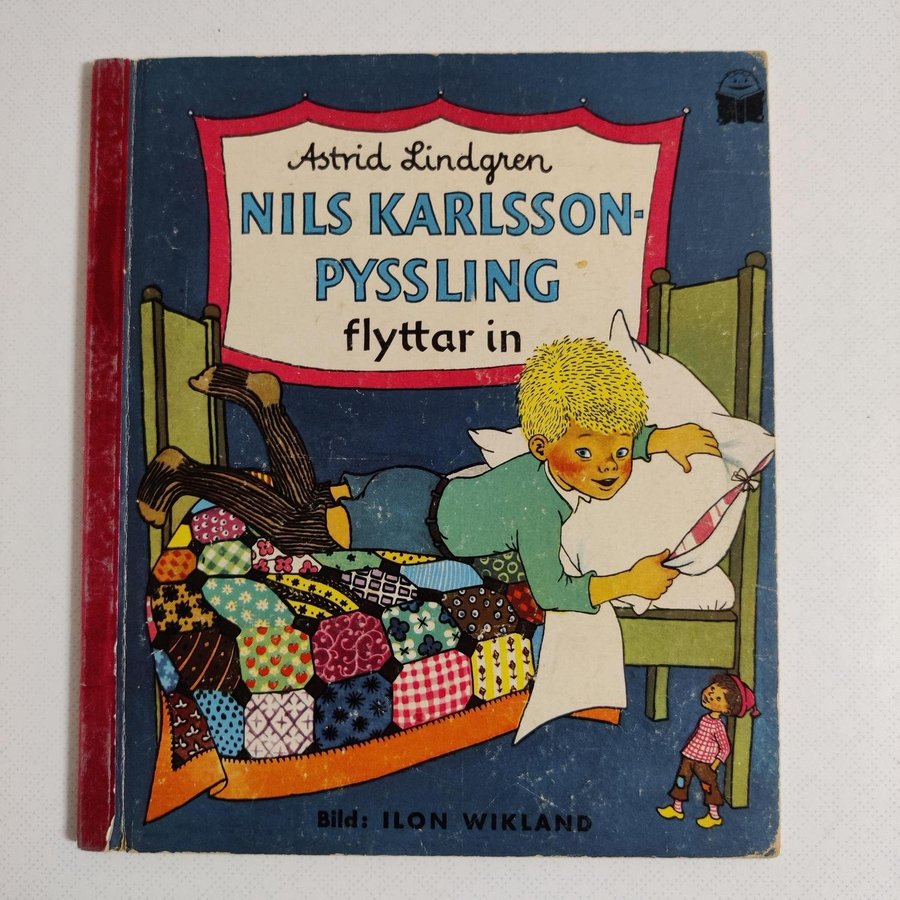 Astrid Lindgren
NILS KARLSSON-
PYSSLING
flyttar in
Bild: ILON WIKLAND